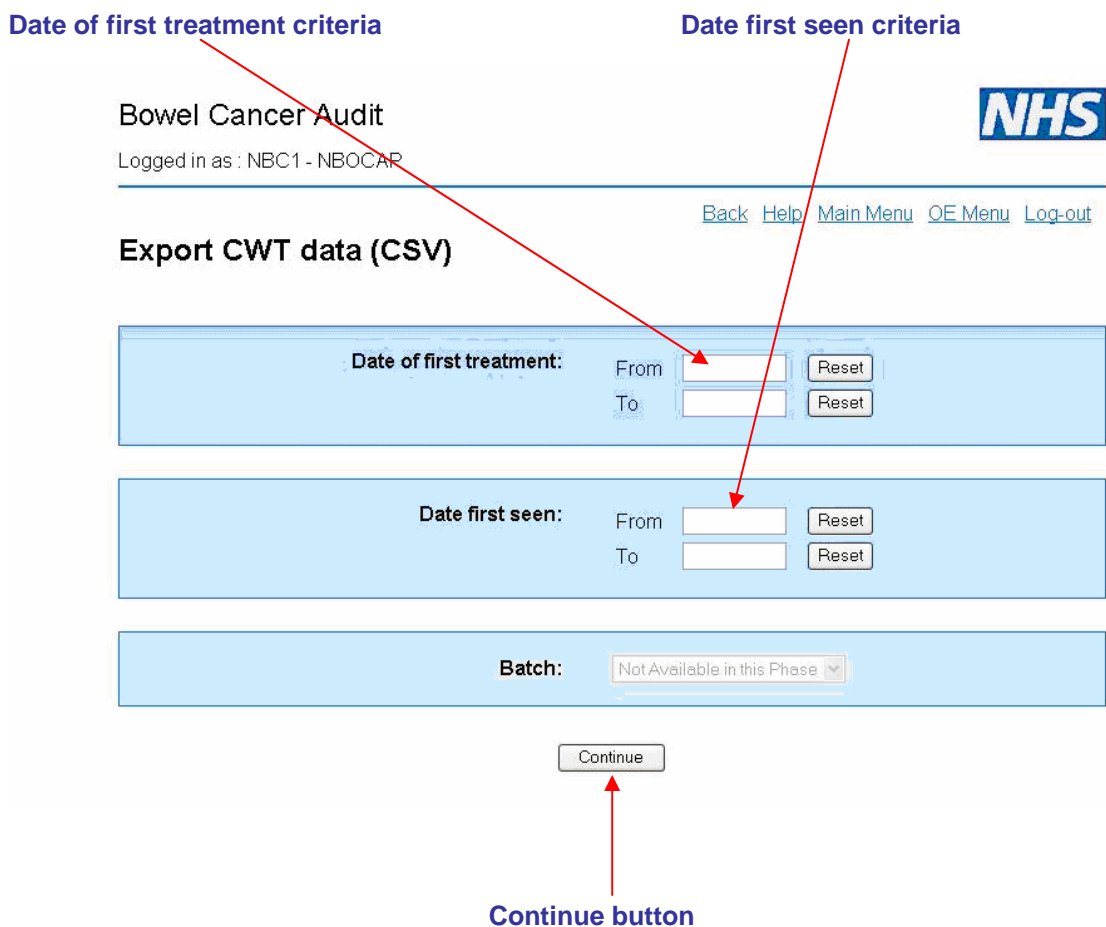 Date of first treatment criteria Date first seen criteria
Bowel Cancer Audit NHS
Logged in as : NBC1 - NBOCAP
Back Help Main Menu OE Menu Log-out
Export CWT data (CSV)
Date of first treatment: From Reset
To Reset
Date first seen: From Reset
To Reset
Batch: Not Available in this Phase
Continue
Continue button